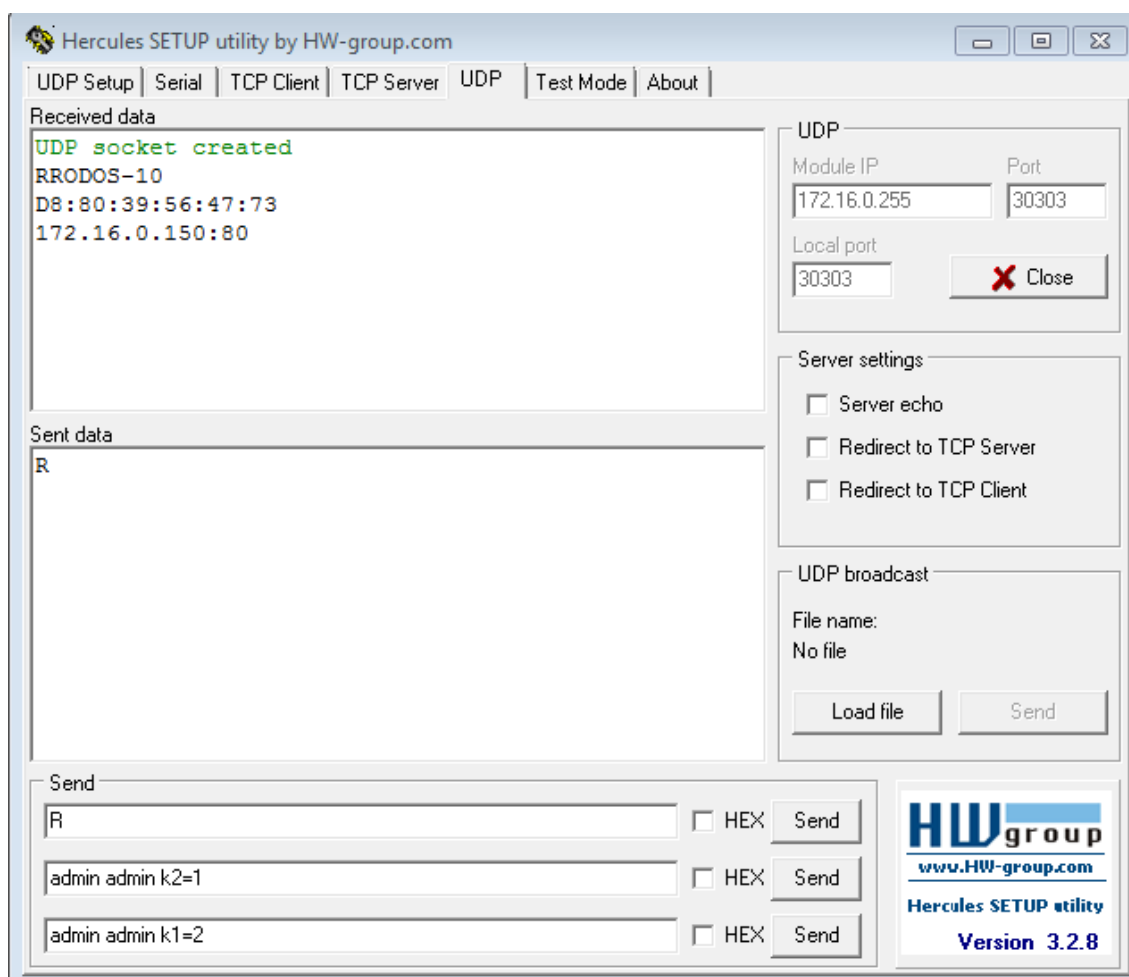 Hercules SETUP utility by HW-group.com
UDP Setup Serial TCP Client TCP Server UDP Test Mode About
Received data
UDP socket created
RRODOS-10
D8:80:39:56:47:73
172.16.0.150:80
Sent data
R
UDP
Module IP Port
172.16.0.255 30303
Local port
30303 Close
Server settings
Server echo
Redirect to TCP Server
Redirect to TCP Client
UDP broadcast
File name:
No file
Load file Send
Send
R HEX Send
admin admin k2=1 HEX Send
admin admin k1=2 HEX Send
HW group
www.HW-group.com
Hercules SETUP utility
Version 3.2.8